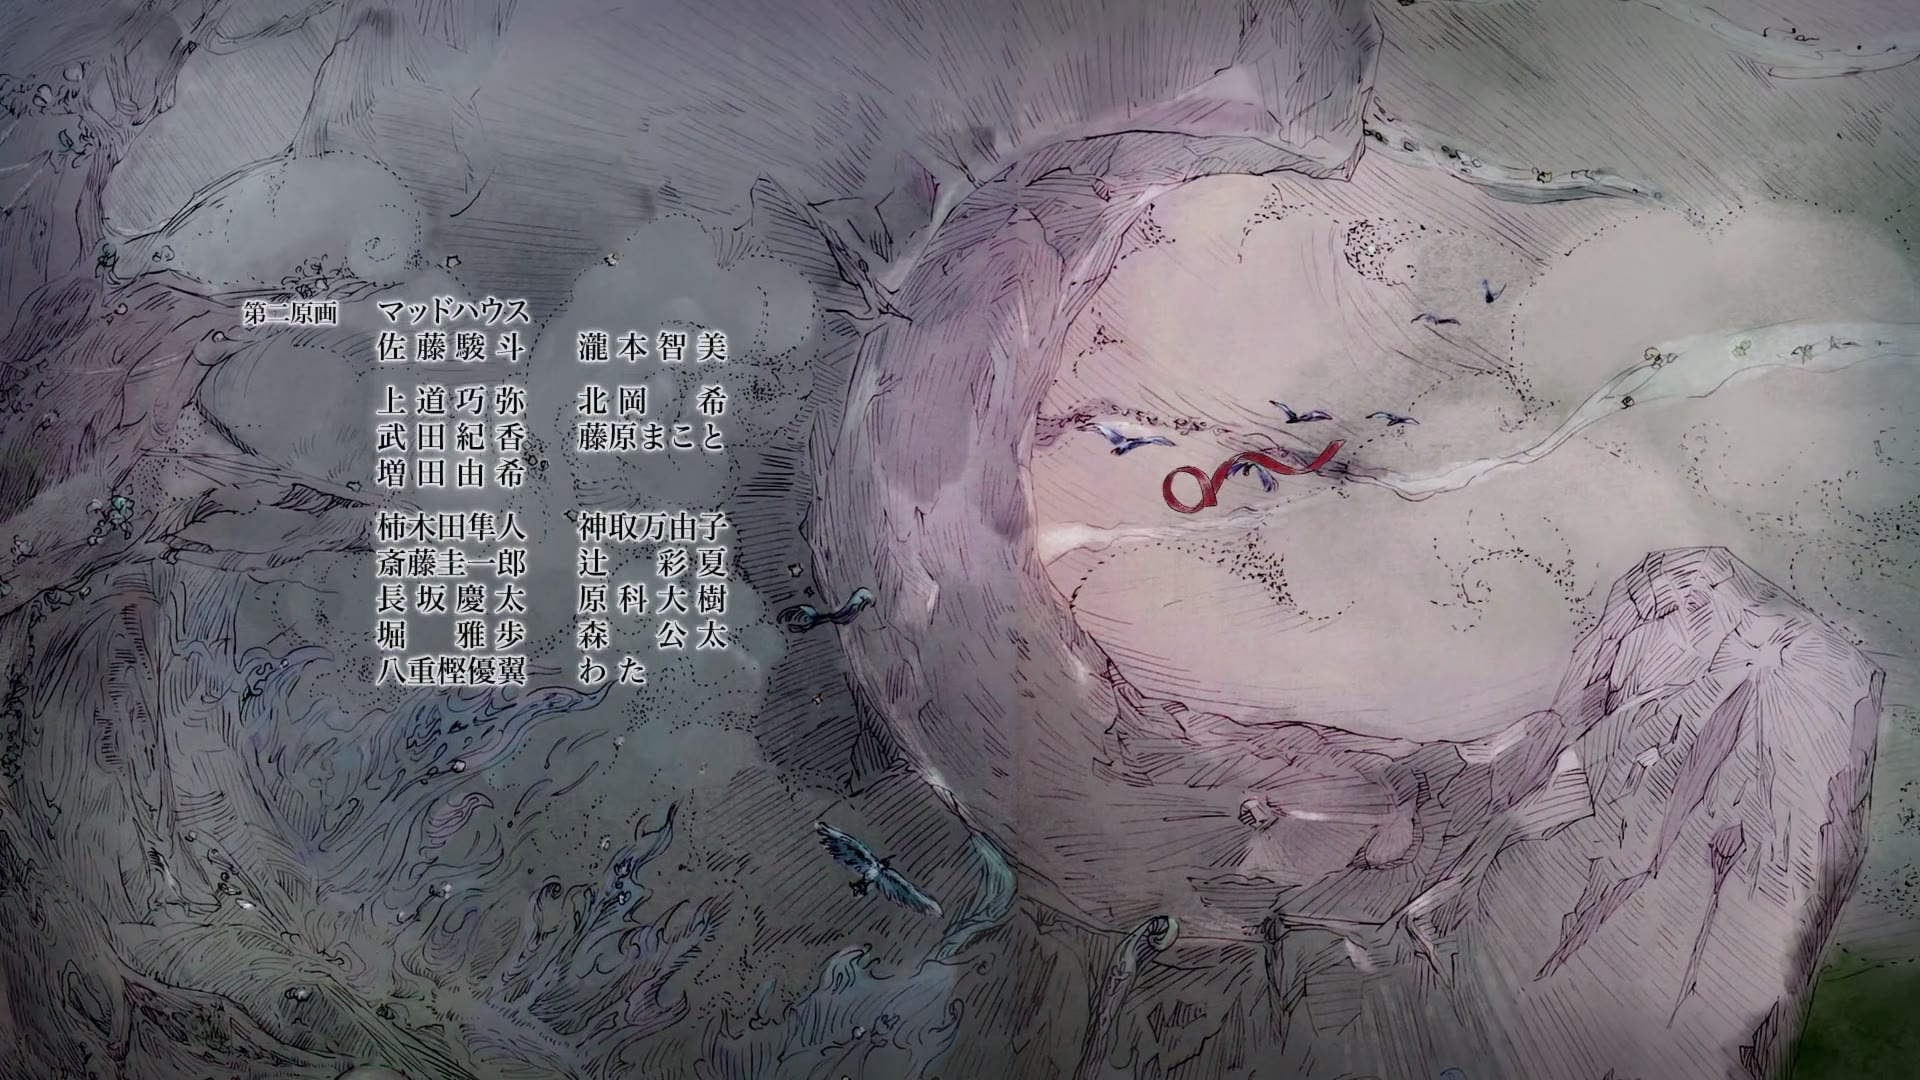 第二原画 マッドハウス
佐藤駿斗 瀧本智美
上道巧弥 北岡 希
武田紀香 藤原まこと
増田由希
柿木田隼人 神取万由子
斎藤圭一郎 辻 彩夏
長坂慶太 原科大樹
堀 雅歩 森 公太
八重樫優翼 わた